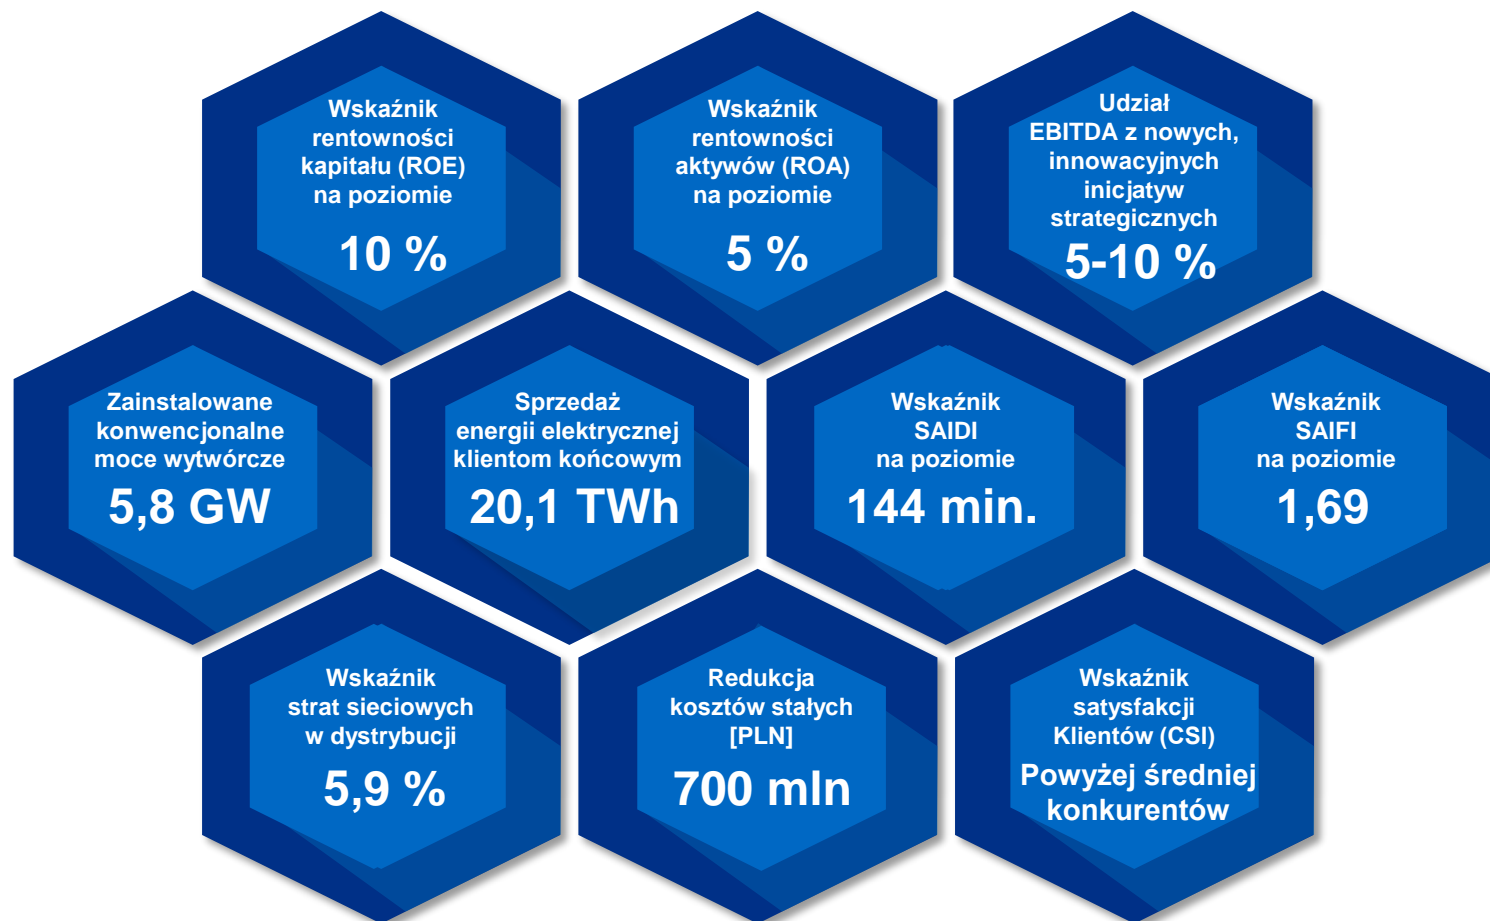 Wskaźnik
rentowności
kapitału (ROE)
na poziomie
10 %
Wskaźnik
rentowności
aktywów (ROA)
na poziomie
5 %
Udział
EBITDA z nowych,
innowacyjnych
inicjatyw
strategicznych
5-10 %
Zainstalowane
konwencjonalne
moce wytwórcze
5,8 GW
Sprzedaż
energii elektrycznej
klientom końcowym
20,1 TWh
Wskaźnik
SAIDI
na poziomie
144 min.
Wskaźnik
SAIFI
na poziomie
1,69
Wskaźnik
strat sieciowych
w dystrybucji
5,9 %
Redukcja
kosztów stałych
[PLN]
700 mln
Wskaźnik
satysfakcji
Klientów (CSI)
Powyżej średniej
konkurentów